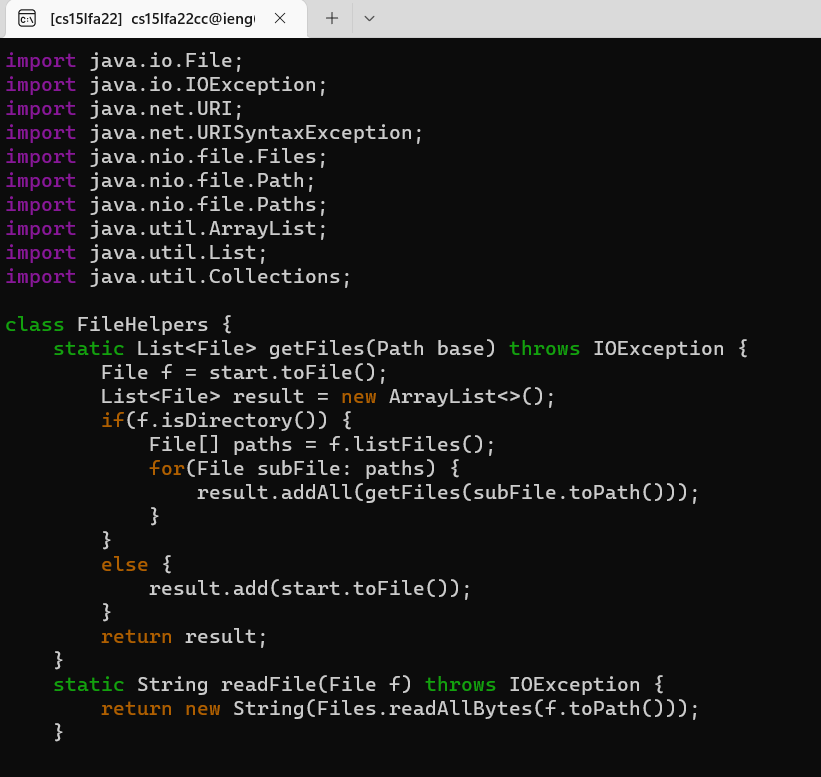 [cs15lfa22] cs15lfa22cc@ieng
import java.io.File;
import java.io.IOException;
import java.net.URI;
import java.net.URISyntaxException;
import java.nio.file.Files;
import java.nio.file.Path;
import java.nio.file.Paths;
import java.util.ArrayList;
import java.util.List;
import java.util.Collections;

class FileHelpers {
    static List<File> getFiles(Path base) throws IOException {
        File f = start.toFile();
        List<File> result = new ArrayList<>();
        if(f.isDirectory()) {
            File[] paths = f.listFiles();
            for(File subFile: paths) {
                result.addAll(getFiles(subFile.toPath()));
            }
        }
        else {
            result.add(start.toFile());
        }
        return result;
    }
    static String readFile(File f) throws IOException {
        return new String(Files.readAllBytes(f.toPath()));
    }